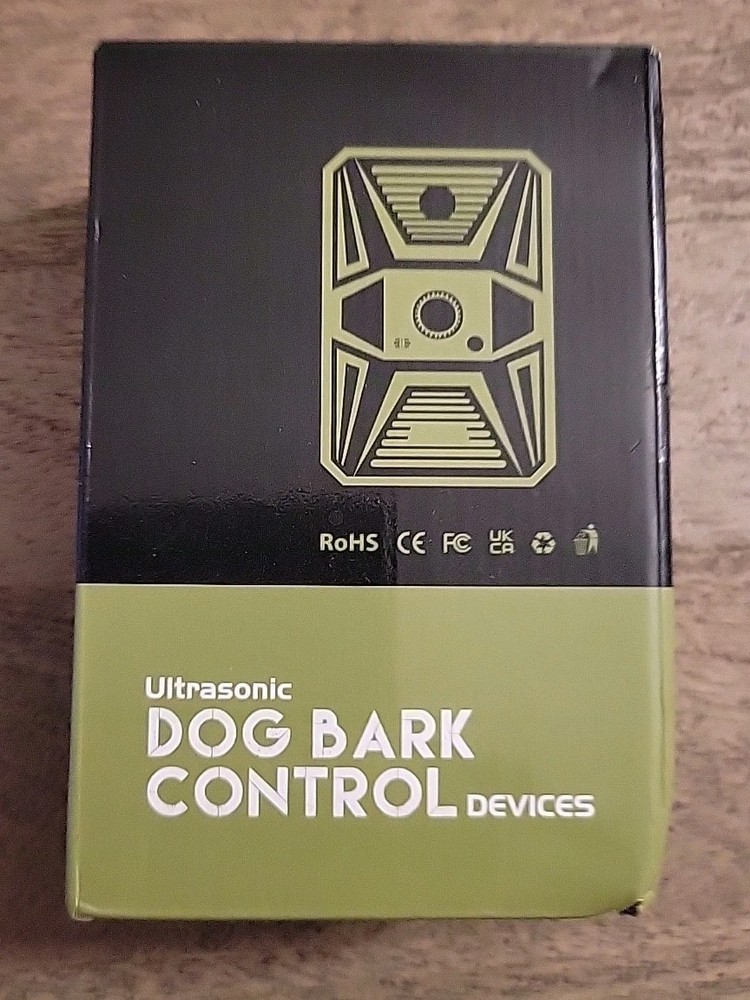 RoHS CE FC UK
CA
Ultrasonic
DOG BARK
CONTROL DEVICES